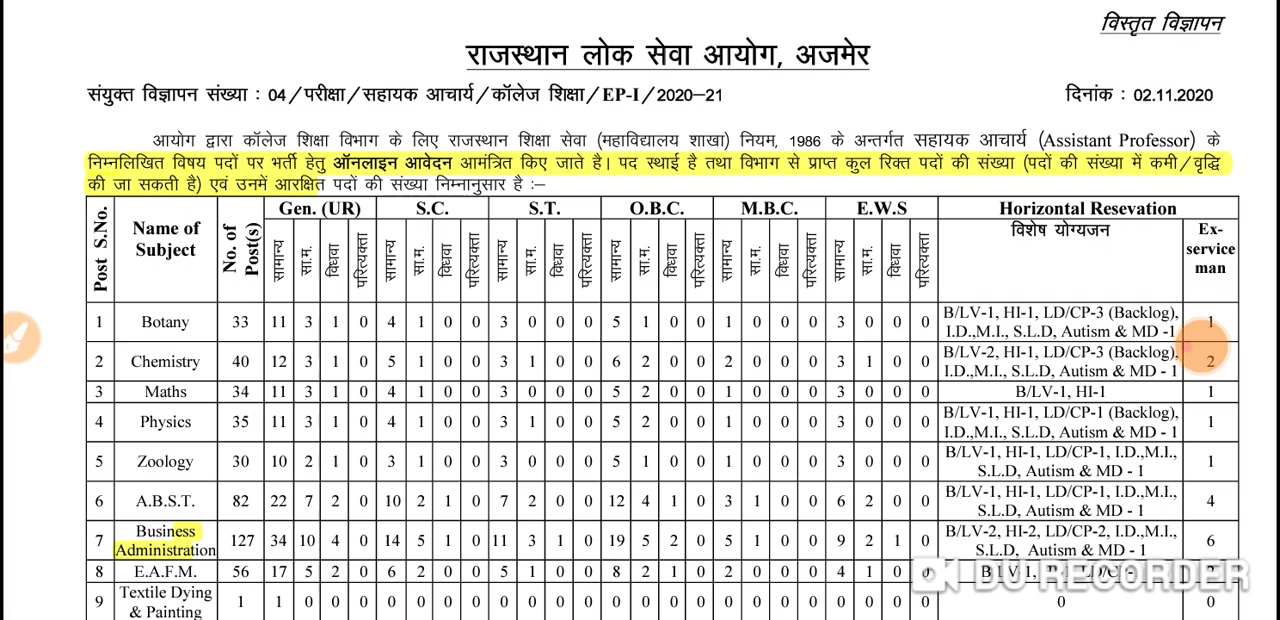 विस्तृत विज्ञापन
राजस्थान लोक सेवा आयोग, अजमेर
संयुक्त विज्ञापन संख्या : 04/परीक्षा/सहायक आचार्य/कॉलेज शिक्षा/EP-I/2020-21 दिनांक : 02.11.2020
आयोग द्वारा कॉलेज शिक्षा विभाग के लिए राजस्थान शिक्षा सेवा (महाविद्यालय शाखा) नियम, 1986 के अन्तर्गत सहायक आचार्य (Assistant Professor) के
निम्नलिखित विषय पदों पर भर्ती हेतु ऑनलाइन आवेदन आमंत्रित किए जाते है। पद स्थाई है तथा विभाग से प्राप्त कुल रिक्त पदों की संख्या (पदों की संख्या में कमी/वृद्धि
की जा सकती है) एवं उनमें आरक्षित पदों की संख्या निम्नानुसार है :–
Post S.No. Name of Subject No. of Post(s) Gen. (UR) S.C. S.T. O.B.C. M.B.C. E.W.S Horizontal Resevation
सामान्य सा.म. विधवा परित्यक्ता सामान्य सा.म. विधवा परित्यक्ता सामान्य सा.म. विधवा परित्यक्ता सामान्य सा.म. विधवा परित्यक्ता सामान्य सा.म. विधवा परित्यक्ता सामान्य सा.म. विधवा परित्यक्ता विशेष योग्यजन Ex-service man
1 Botany 33 11 3 1 0 4 1 0 0 3 0 0 0 5 1 0 0 1 0 0 0 3 0 0 0 B/LV-1, HI-1, LD/CP-3 (Backlog), I.D.,M.I., S.L.D, Autism & MD -1 1
2 Chemistry 40 12 3 1 0 5 1 0 0 3 1 0 0 6 2 0 0 2 0 0 0 3 1 0 0 B/LV-2, HI-1, LD/CP-3 (Backlog), I.D.,M.I., S.L.D, Autism & MD - 1 2
3 Maths 34 11 3 1 0 4 1 0 0 3 0 0 0 5 2 0 0 1 0 0 0 3 0 0 0 B/LV-1, HI-1 1
4 Physics 35 11 3 1 0 4 1 0 0 3 1 0 0 5 2 0 0 1 0 0 0 3 0 0 0 B/LV-1, HI-1, LD/CP-1 (Backlog), I.D.,M.I., S.L.D, Autism & MD - 1 1
5 Zoology 30 10 2 1 0 3 1 0 0 3 0 0 0 5 1 0 0 1 0 0 0 3 0 0 0 B/LV-1, HI-1, LD/CP-1, I.D.,M.I., S.L.D, Autism & MD - 1 1
6 A.B.S.T. 82 22 7 2 0 10 2 1 0 7 2 0 0 12 4 1 0 3 1 0 0 6 2 0 0 B/LV-1, HI-1, LD/CP-1, I.D.,M.I., S.L.D, Autism & MD - 1 4
7 Business Administration 127 34 10 4 0 14 5 1 0 11 3 1 0 19 5 2 0 5 1 0 0 9 2 1 0 B/LV-2, HI-2, LD/CP-2, I.D.,M.I., S.L.D, Autism & MD - 1 6
8 E.A.F.M. 56 17 5 2 0 6 2 0 0 5 1 0 0 8 2 1 0 2 0 0 0 4 1 0 0
9 Textile Dying & Painting 1 1 0 0 0 0 0 0 0 0 0 0 0 0 0 0 0 0 0 0 0 0 0 0 0 0 0
DU RECORDER